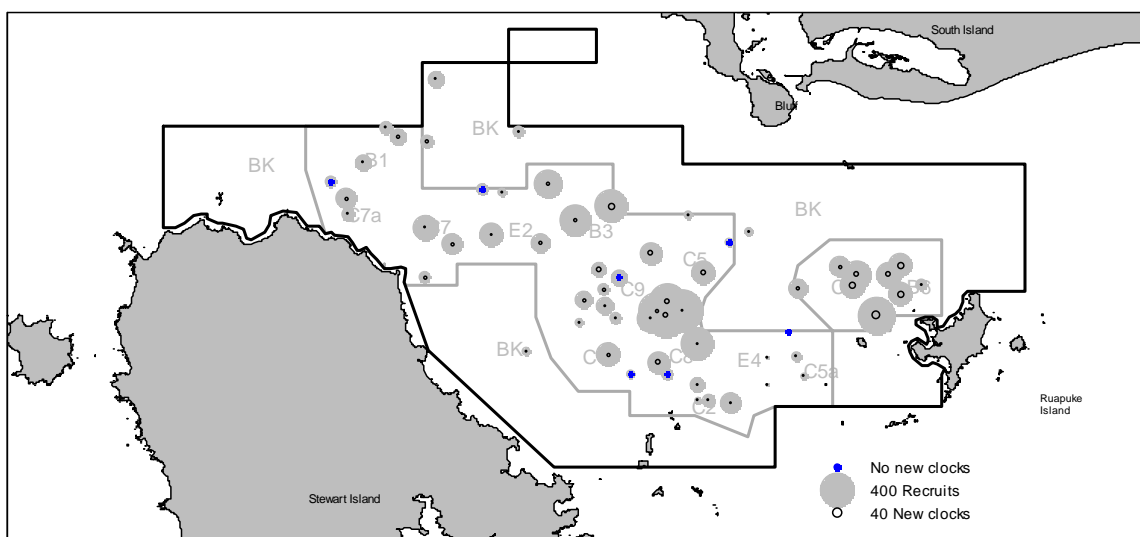 South Island
Bluff
BK
BK
B1
BK
C7a
E2
B3
BK
C5
C9
BK
E4
C5a
C2
Ruapuke
Island
Stewart Island
No new clocks
400 Recruits
40 New clocks